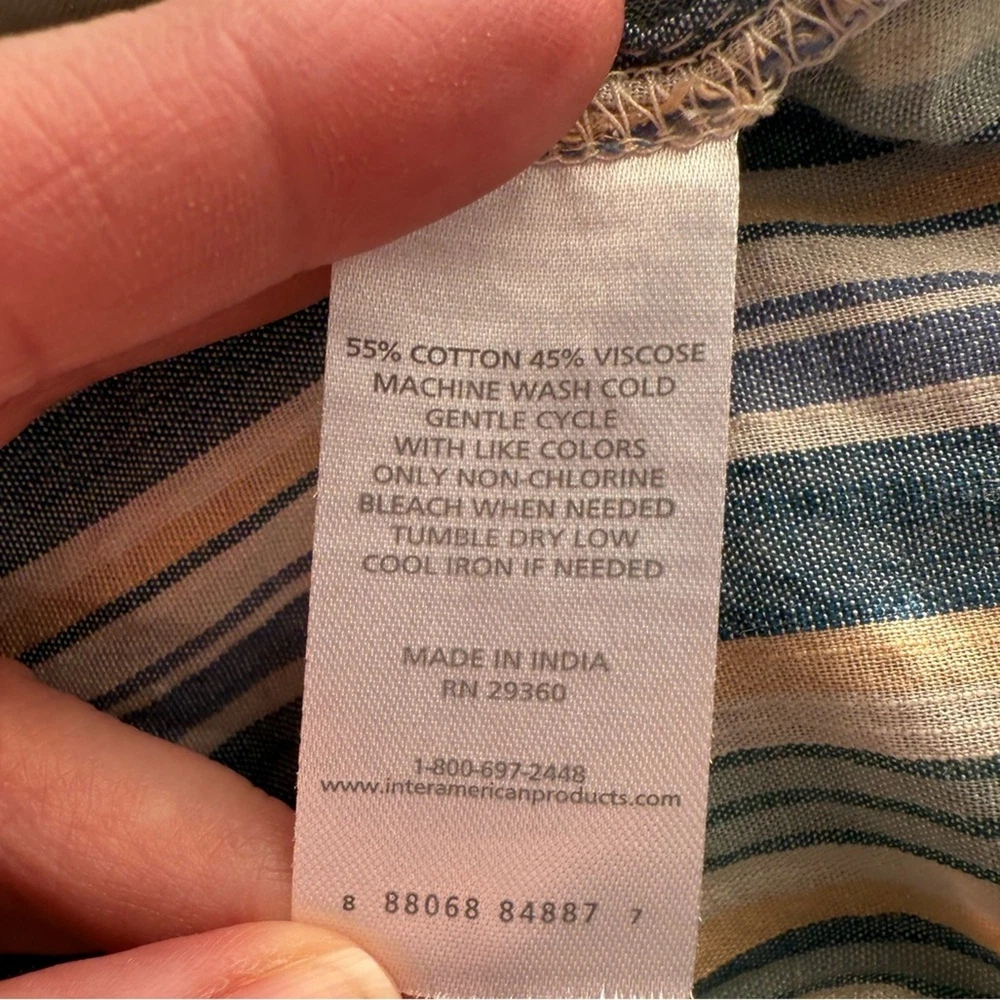 55% COTTON 45% VISCOSE
MACHINE WASH COLD
GENTLE CYCLE
WITH LIKE COLORS
ONLY NON-CHLORINE
BLEACH WHEN NEEDED
TUMBLE DRY LOW
COOL IRON IF NEEDED
MADE IN INDIA
RN 29360
1-800-697-2448
www.interamericanproducts.com
8 88068 84887 7